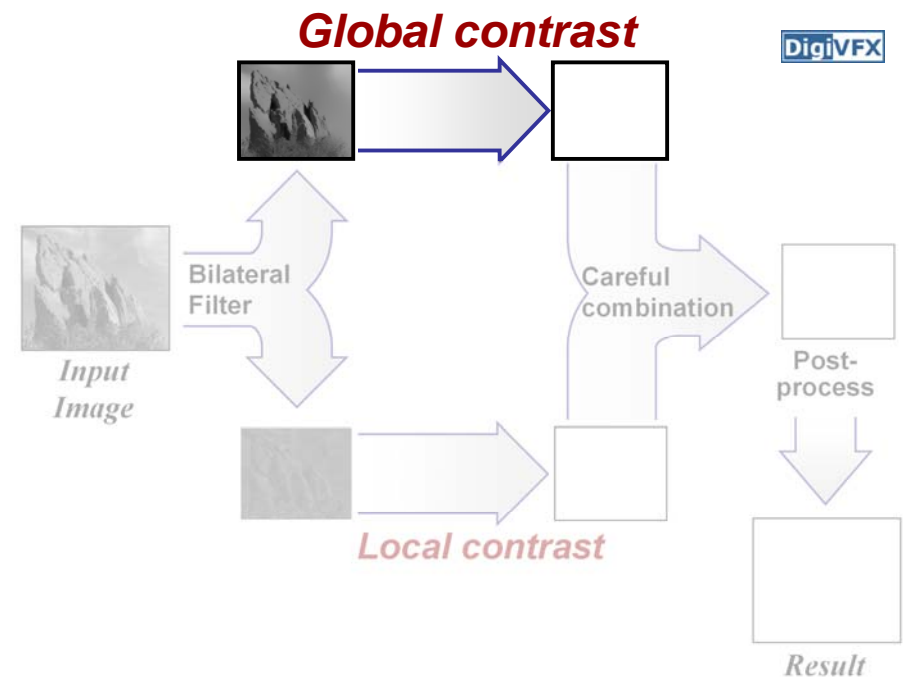 Global contrast
DigiVFX
Bilateral
Filter
Careful
combination
Input
Image
Post-
process
Local contrast
Result